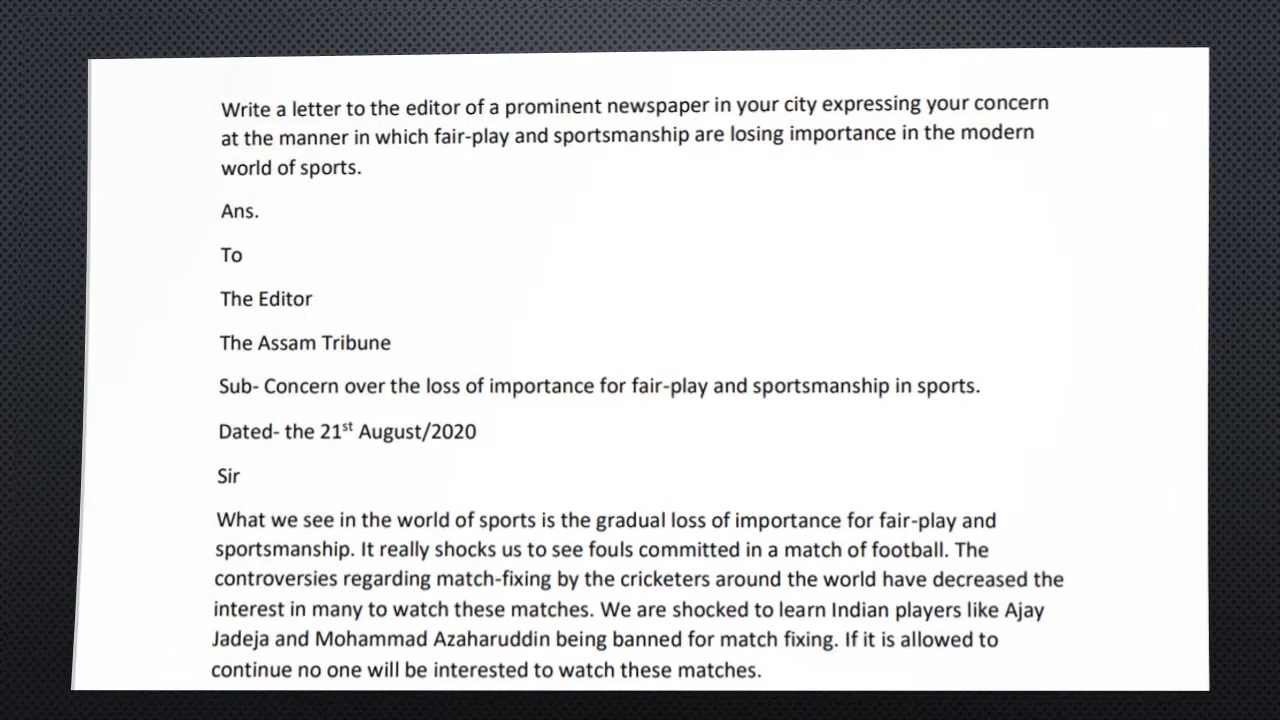 Write a letter to the editor of a prominent newspaper in your city expressing your concern
at the manner in which fair-play and sportsmanship are losing importance in the modern
world of sports.
Ans.
To
The Editor
The Assam Tribune
Sub- Concern over the loss of importance for fair-play and sportsmanship in sports.
Dated- the 21st August/2020
Sir
What we see in the world of sports is the gradual loss of importance for fair-play and
sportsmanship. It really shocks us to see fouls committed in a match of football. The
controversies regarding match-fixing by the cricketers around the world have decreased the
interest in many to watch these matches. We are shocked to learn Indian players like Ajay
Jadeja and Mohammad Azaharuddin being banned for match fixing. If it is allowed to
continue no one will be interested to watch these matches.